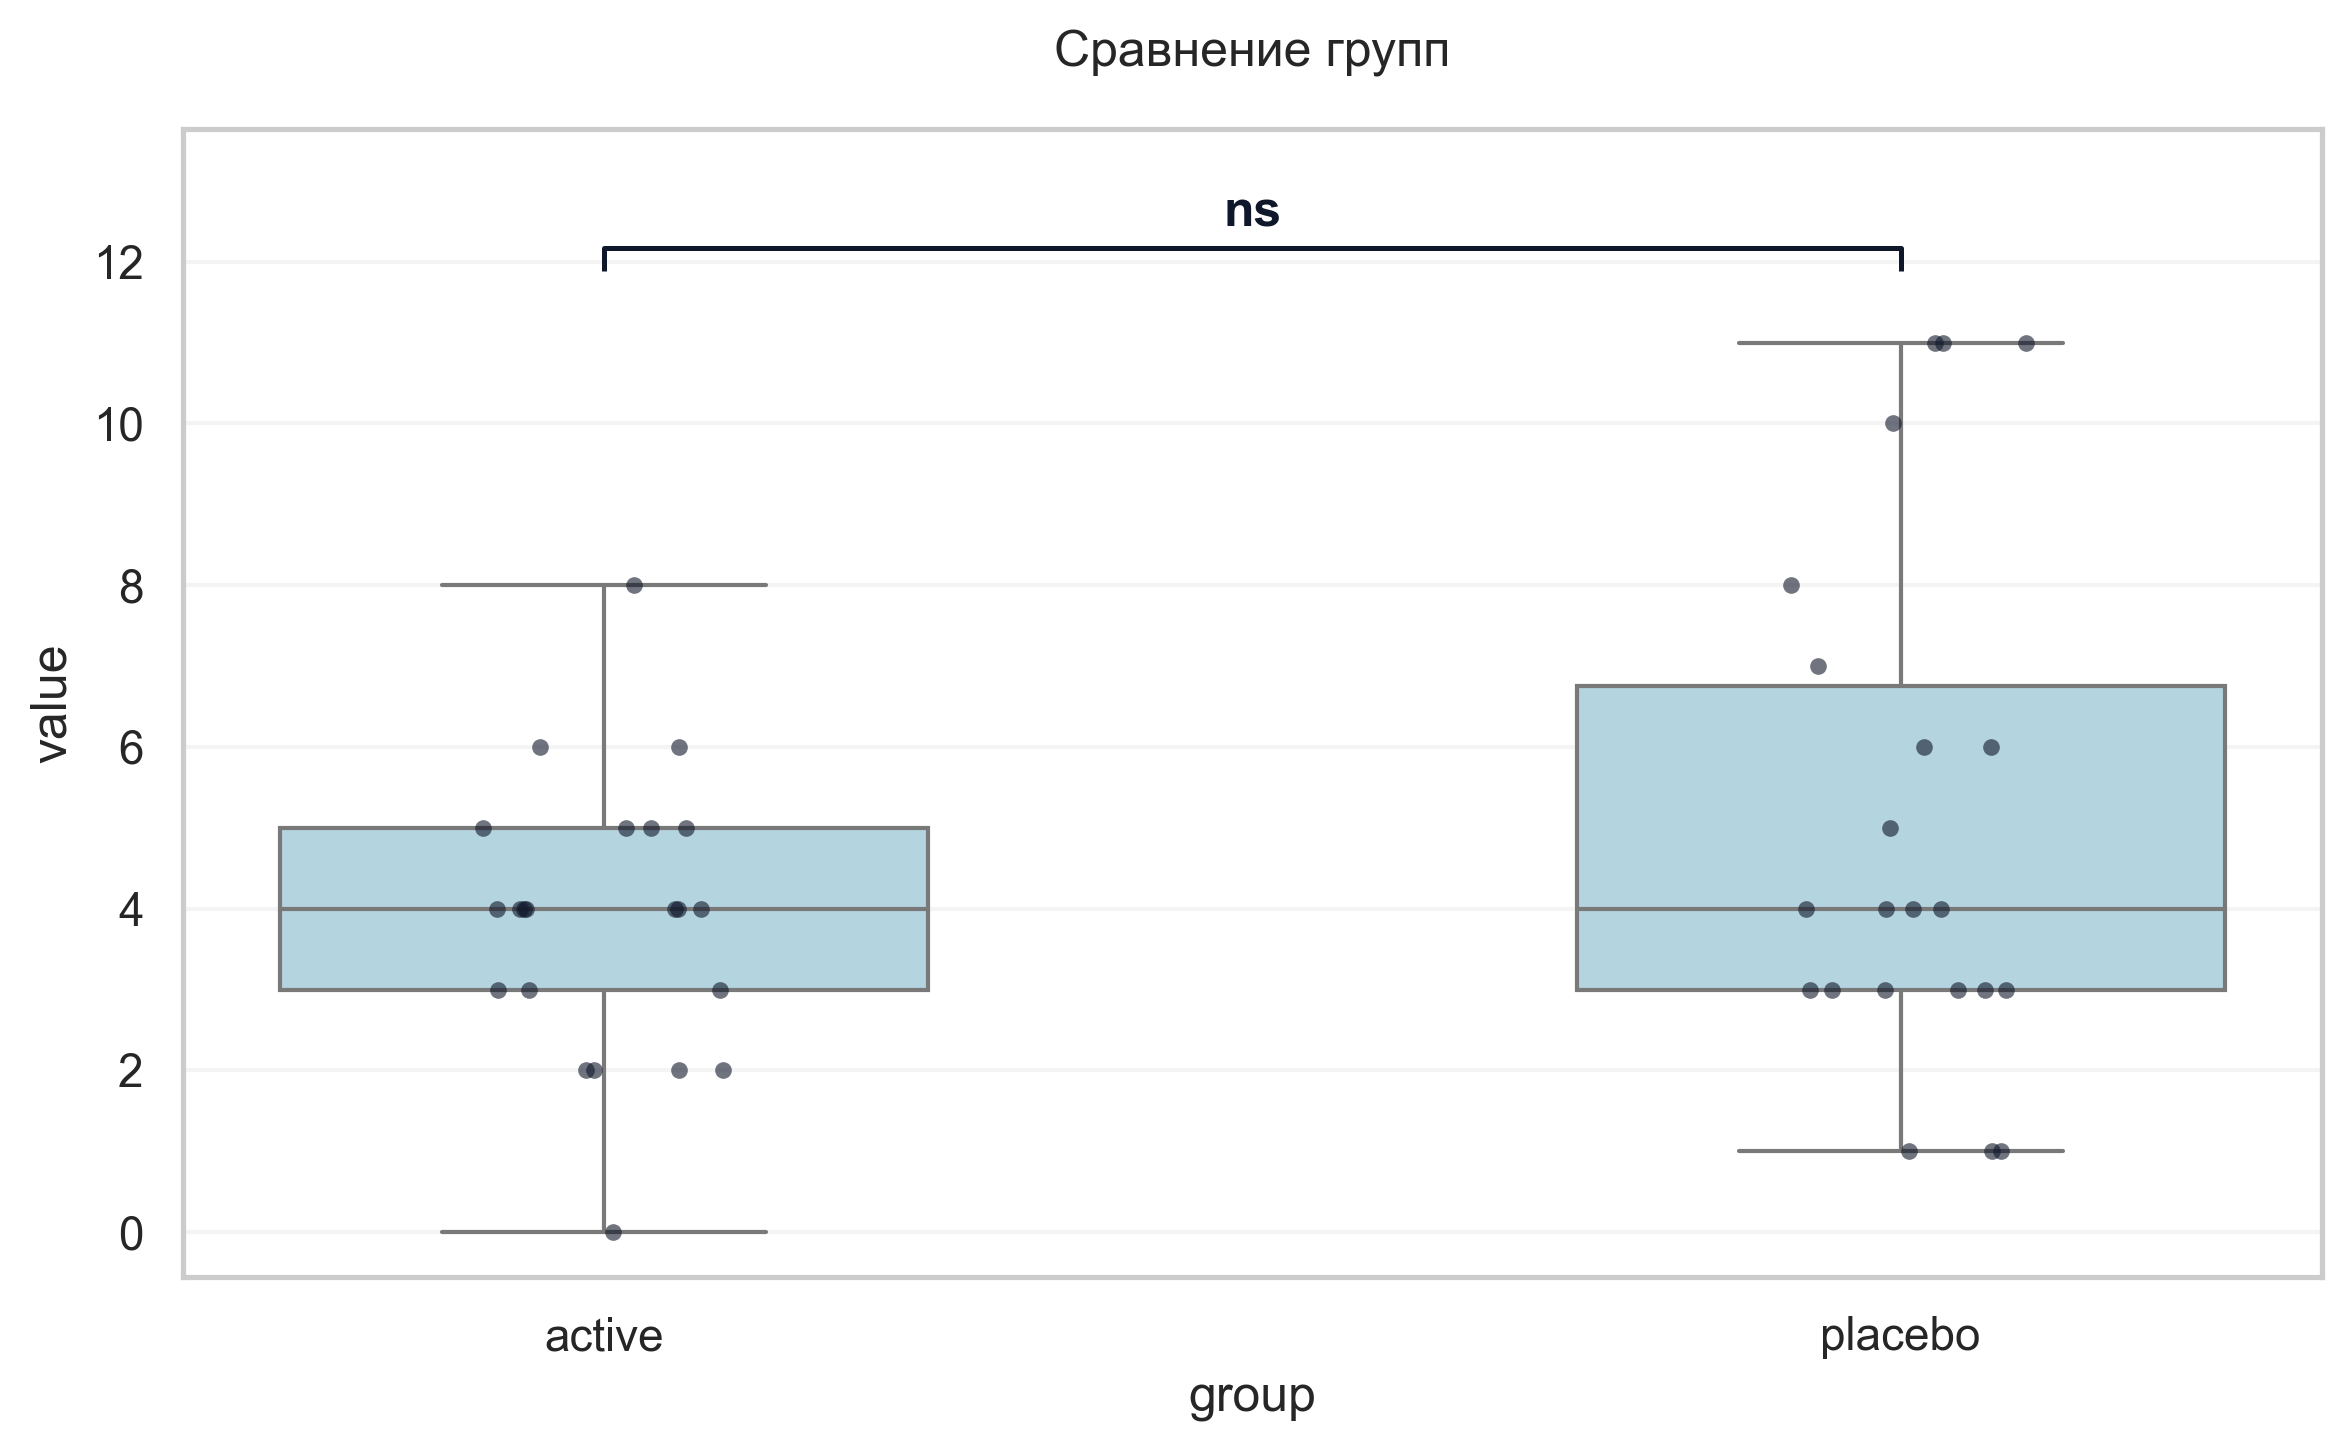 Сравнение групп
ns
12
10
8
6
4
2
0
value
active
placebo
group